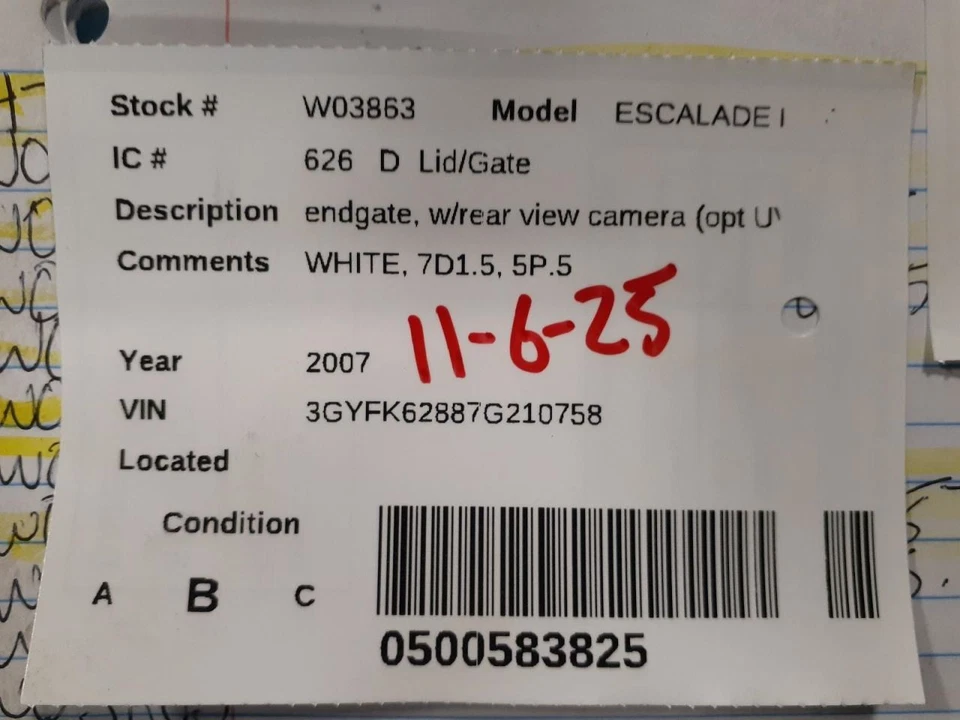 Stock # W03863 Model ESCALADE
IC # 626 D Lid/Gate
Description endgate, w/rear view camera (opt
Comments WHITE, 7D1.5, 5P.5
11-6-25
Year 2007
VIN 3GYFK62887G210758
Located
Condition
A B C
0500583825